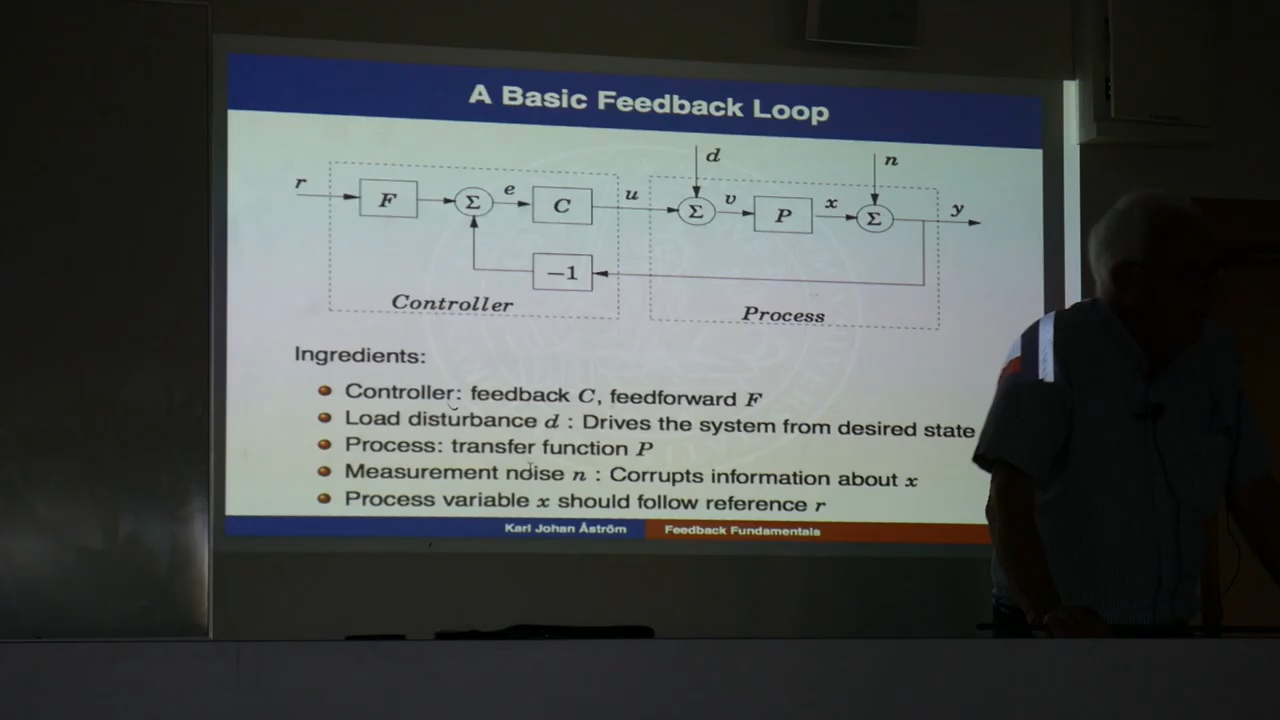 A Basic Feedback Loop
d
n
r
F
Σ
e
C
u
Σ
v
P
x
Σ
y
−1
Controller
Process
Ingredients:
Controller: feedback C, feedforward F
Load disturbance d : Drives the system from desired state
Process: transfer function P
Measurement noise n : Corrupts information about x
Process variable x should follow reference r
Karl Johan Åström
Feedback Fundamentals